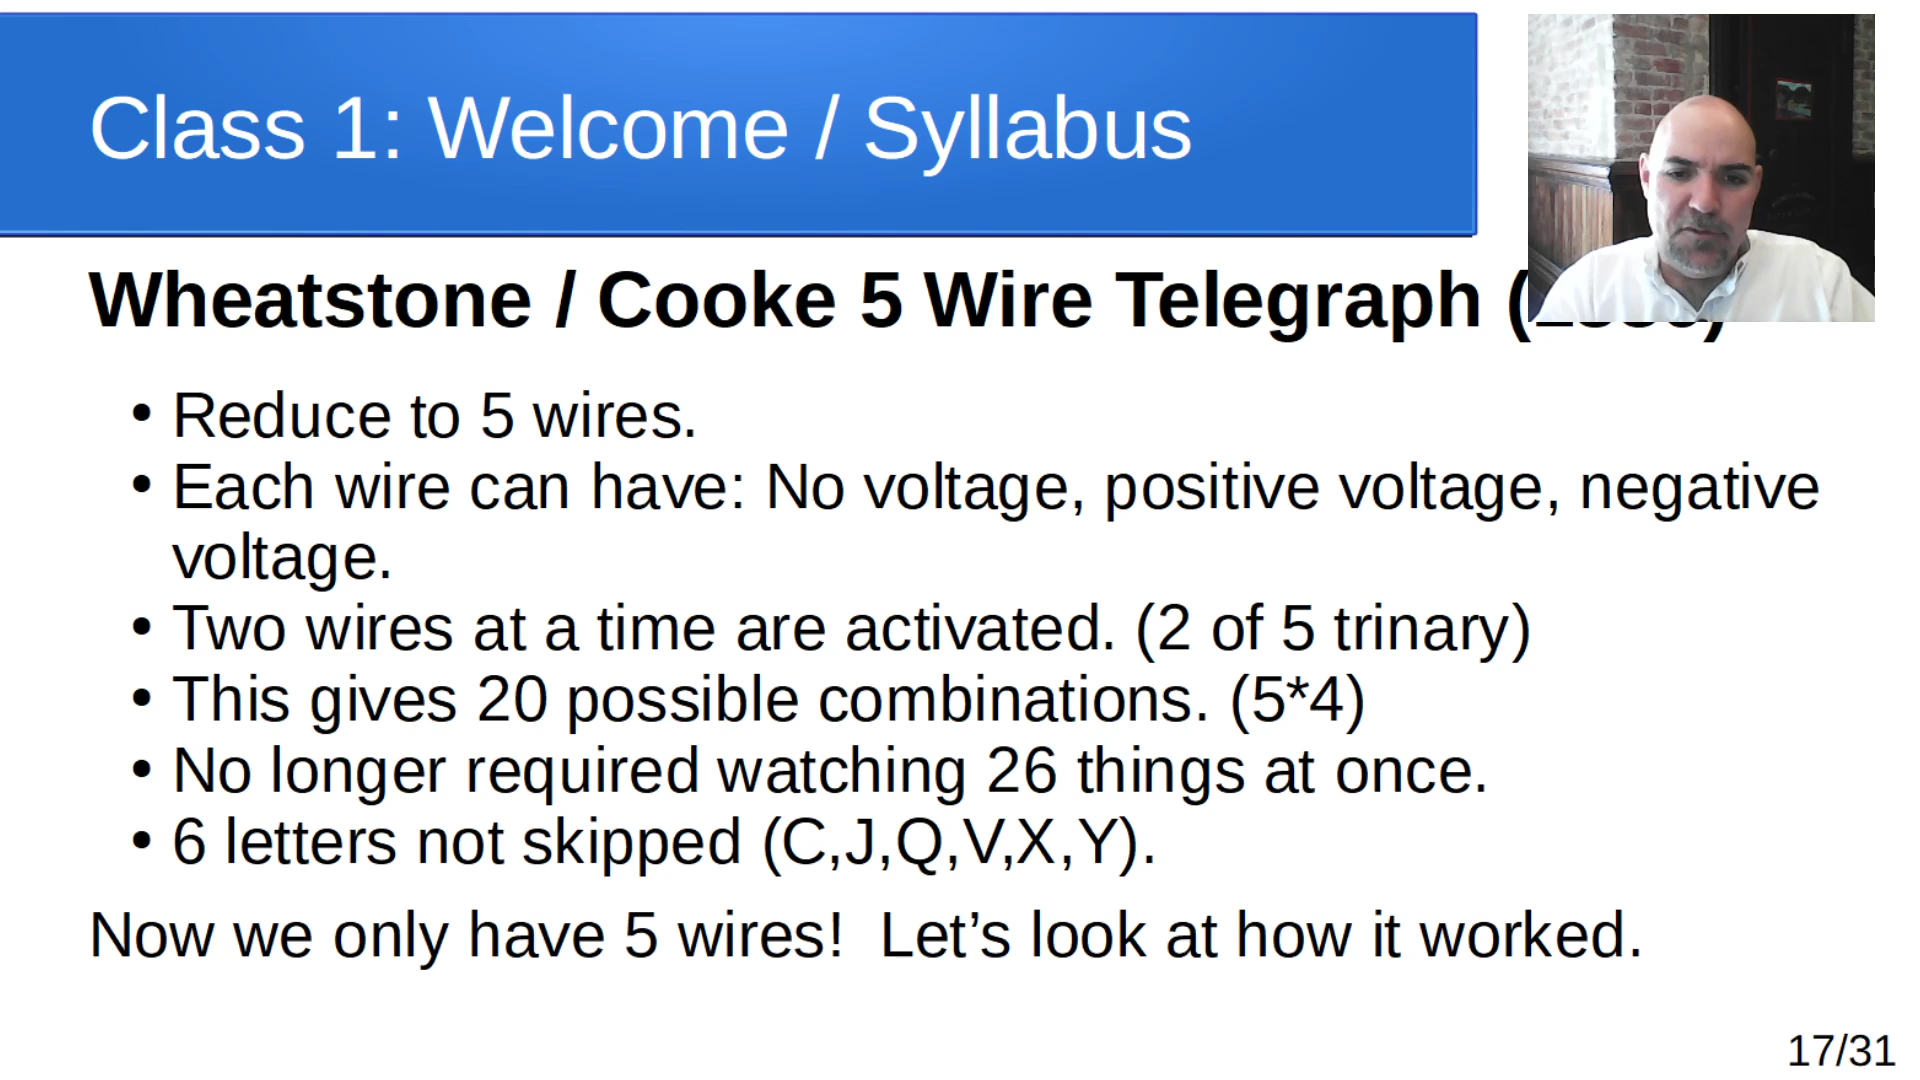 Class 1: Welcome / Syllabus
Wheatstone / Cooke 5 Wire Telegraph (
• Reduce to 5 wires.
• Each wire can have: No voltage, positive voltage, negative
voltage.
• Two wires at a time are activated. (2 of 5 trinary)
• This gives 20 possible combinations. (5*4)
• No longer required watching 26 things at once.
• 6 letters not skipped (C,J,Q,V,X,Y).
Now we only have 5 wires!  Let’s look at how it worked.
17/31